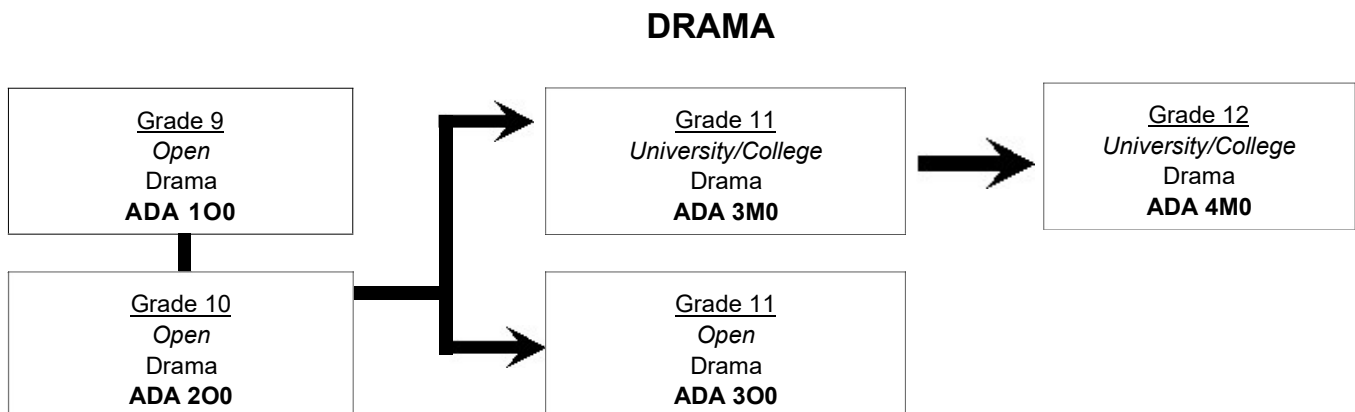 DRAMA
Grade 9
Open
Drama
ADA 1O0
Grade 10
Open
Drama
ADA 2O0
Grade 11
University/College
Drama
ADA 3M0
Grade 11
Open
Drama
ADA 3O0
Grade 12
University/College
Drama
ADA 4M0